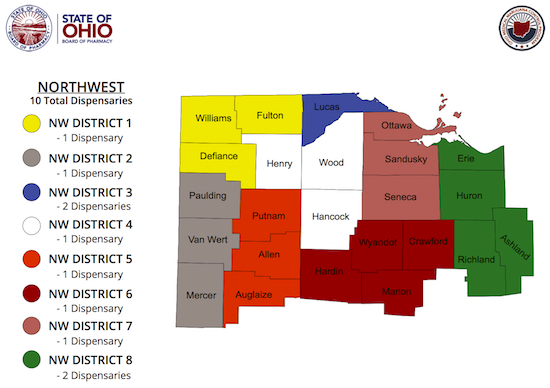 STATE OF
OHIO
BOARD OF PHARMACY
NORTHWEST
10 Total Dispensaries
NW DISTRICT 1
- 1 Dispensary
NW DISTRICT 2
- 1 Dispensary
NW DISTRICT 3
- 2 Dispensaries
NW DISTRICT 4
- 1 Dispensary
NW DISTRICT 5
- 1 Dispensary
NW DISTRICT 6
- 1 Dispensary
NW DISTRICT 7
- 1 Dispensary
NW DISTRICT 8
- 2 Dispensaries
Williams
Fulton
Lucas
Ottawa
Defiance
Henry
Wood
Sandusky
Erie
Paulding
Putnam
Hancock
Seneca
Huron
Van Wert
Allen
Wyandot
Crawford
Ashland
Richland
Mercer
Auglaize
Hardin
Marion